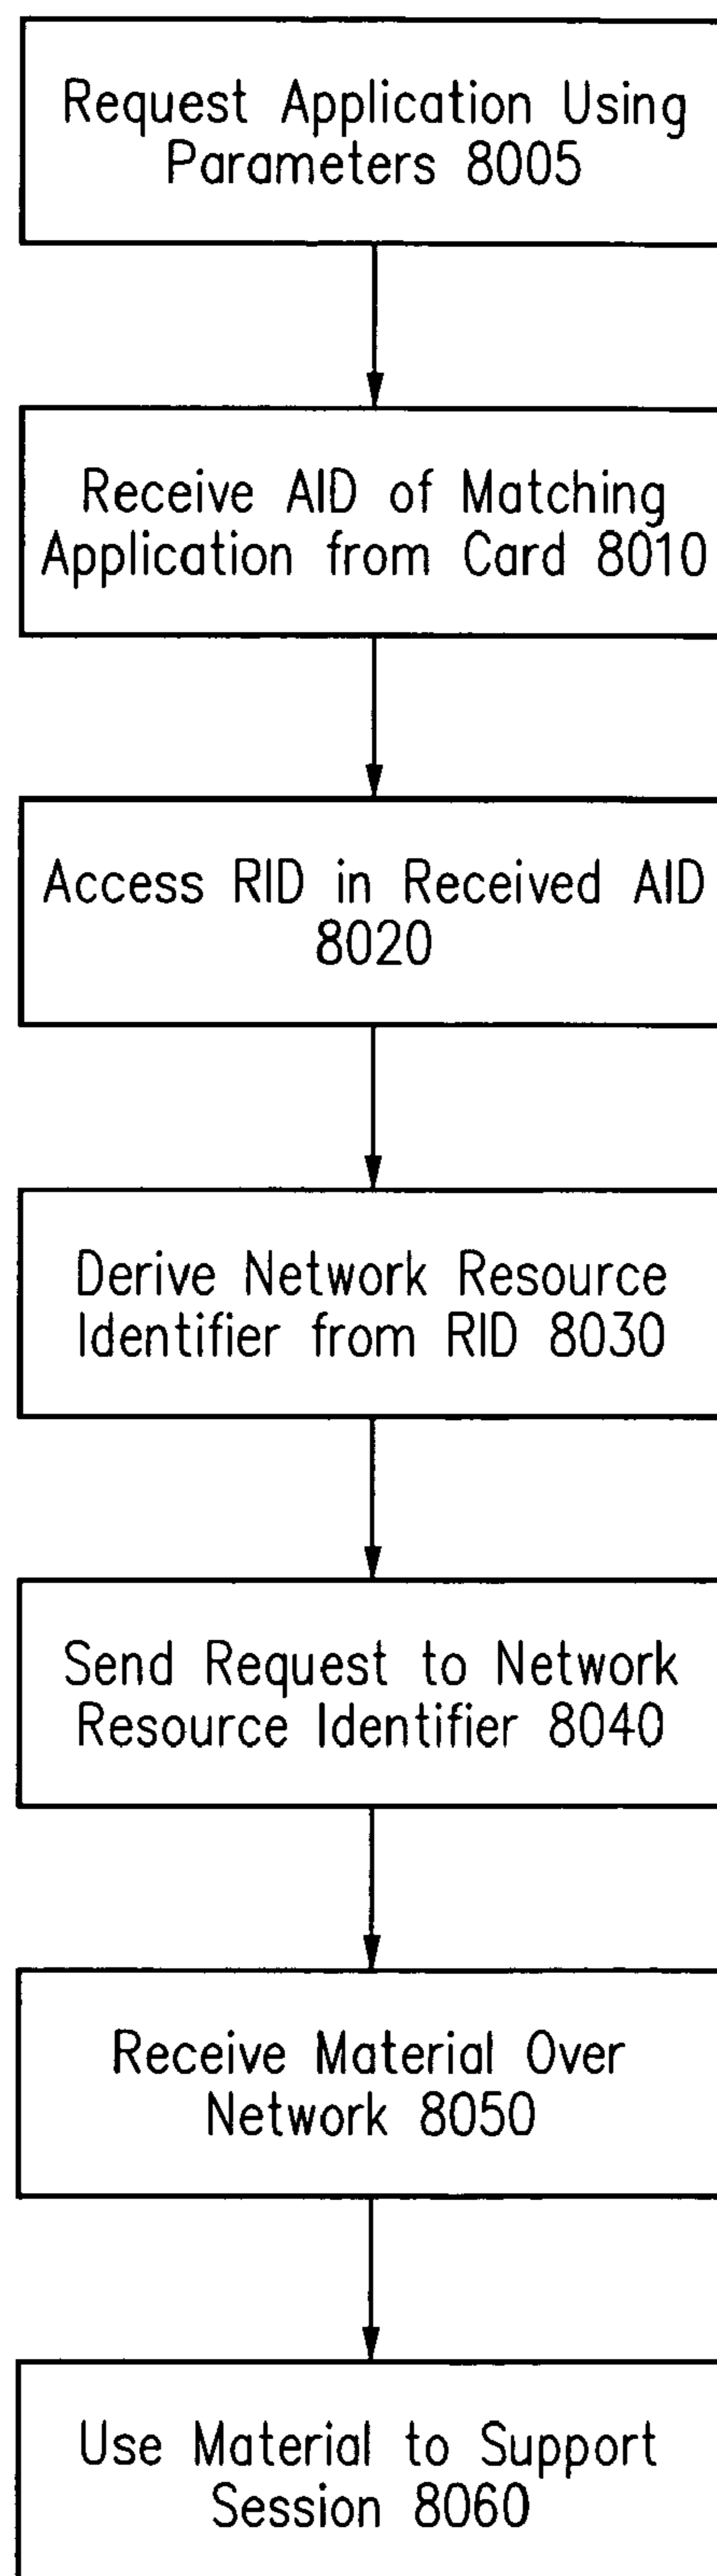 Request Application Using
Parameters 8005
Receive AID of Matching
Application from Card 8010
Access RID in Received AID
8020
Derive Network Resource
Identifier from RID 8030
Send Request to Network
Resource Identifier 8040
Receive Material Over
Network 8050
Use Material to Support
Session 8060